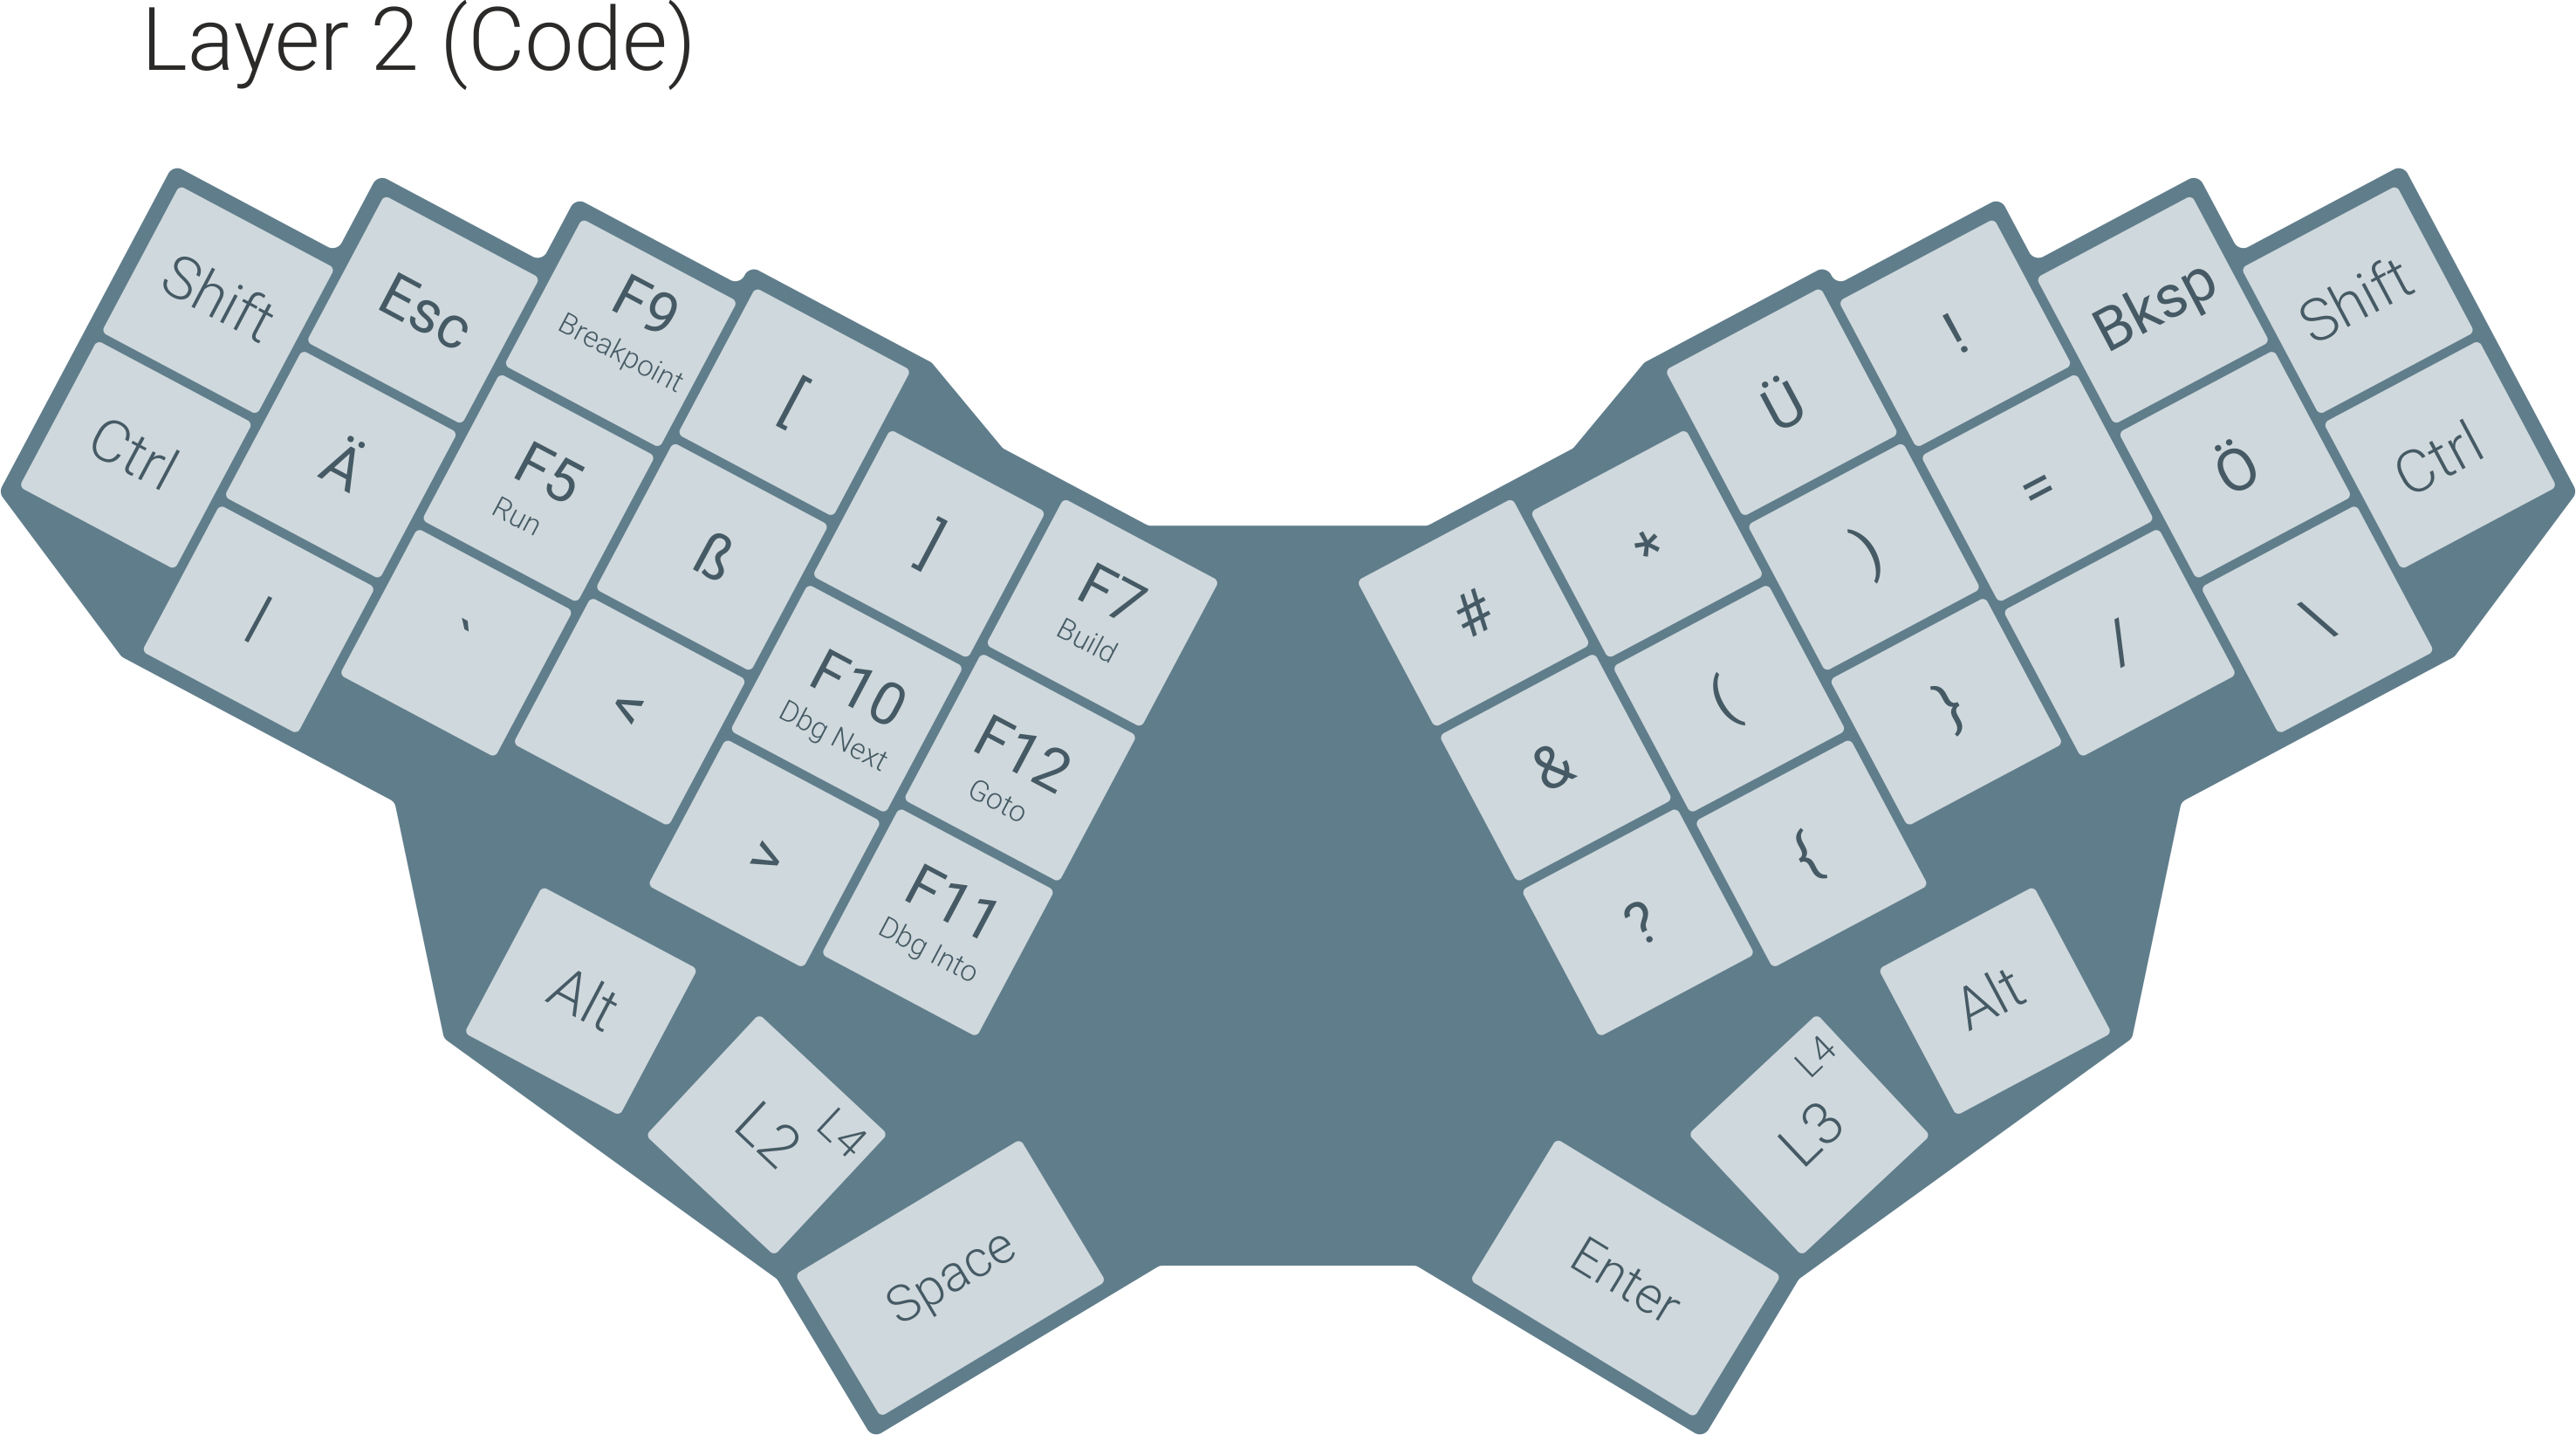 Layer 2 (Code)
Shift
Esc
F9
Breakpoint
[
]
F7
Build
Ctrl
Ä
F5
Run
ß
F10
Dbg Next
F12
Goto
|
`
<
>
F11
Dbg Into
Alt
L2
L4
Space
#
*
Ü
!
Bksp
Shift
&
(
)
=
Ö
Ctrl
?
{
}
/
\
Alt
L4
L3
Enter